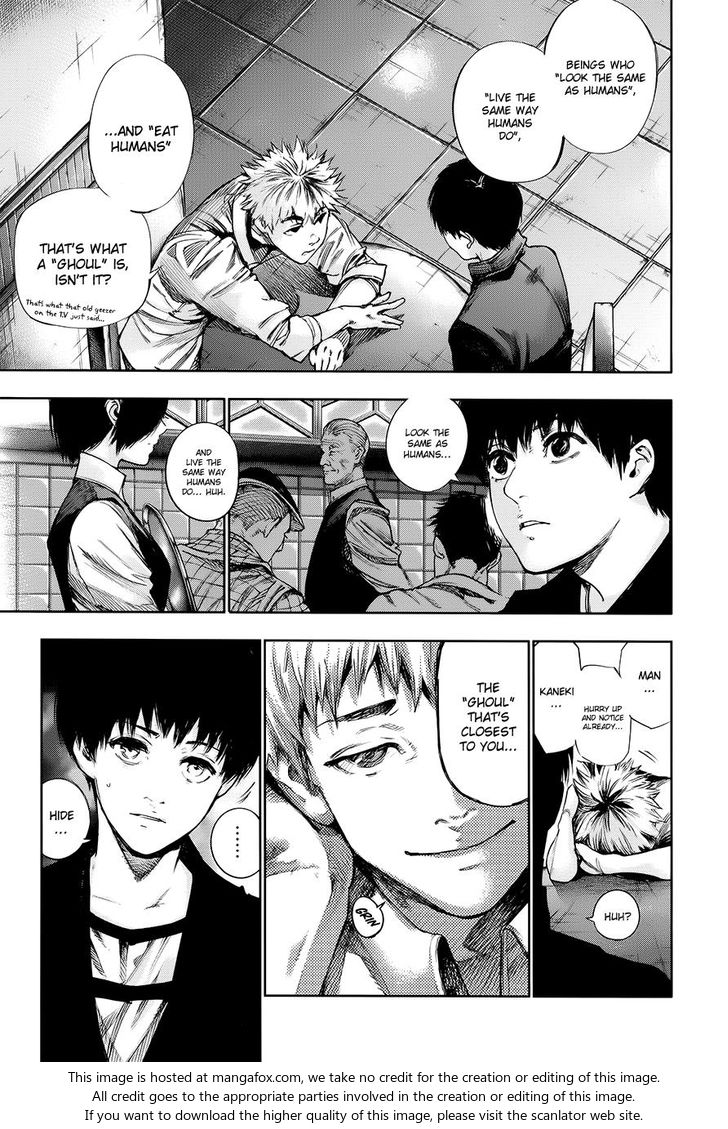 BEINGS WHO
"LOOK THE SAME
AS HUMANS",
"LIVE THE
SAME WAY
HUMANS
DO",
...AND "EAT
HUMANS"
THAT'S WHAT
A "GHOUL" IS,
ISN'T IT?
That's what that old geezer
on the T.V just said...
LOOK THE
SAME AS
HUMANS...
AND
LIVE THE
SAME WAY
HUMANS
DO... HUH.
MAN
...
KANEKI
...
HURRY UP
AND NOTICE
ALREADY...
HUH?
THE
"GHOUL"
THAT'S
CLOSEST
TO YOU...
GRIN
......
HIDE
...
This image is hosted at mangafox.com, we take no credit for the creation or editing of this image.
All credit goes to the appropriate parties involved in the creation or editing of this image.
If you want to download the higher quality of this image, please visit the scanlator web site.